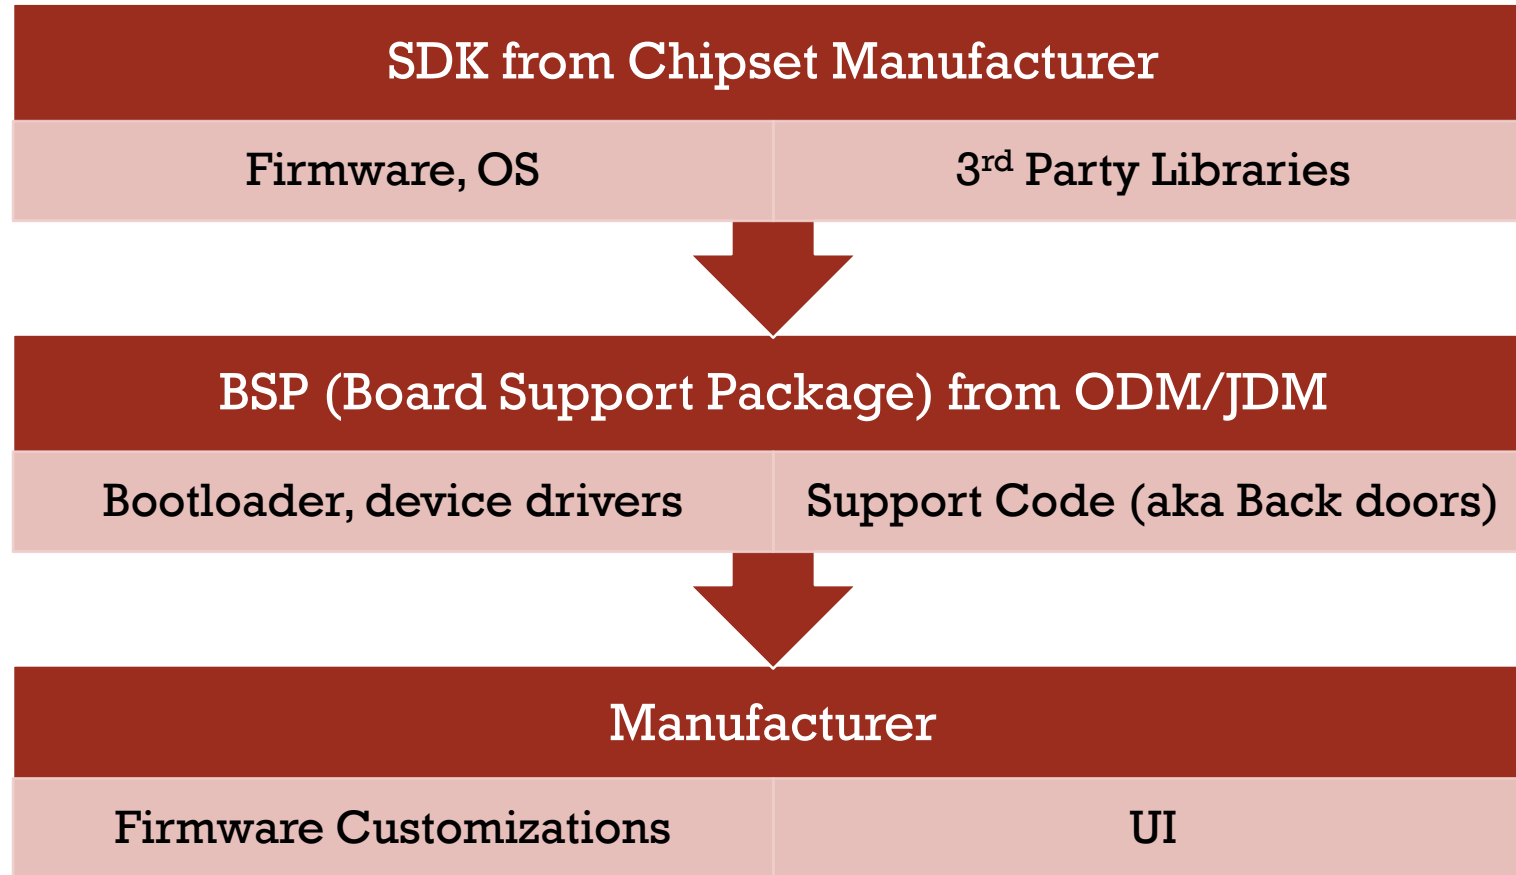 SDK from Chipset Manufacturer
Firmware, OS
3rd Party Libraries
BSP (Board Support Package) from ODM/JDM
Bootloader, device drivers
Support Code (aka Back doors)
Manufacturer
Firmware Customizations
UI